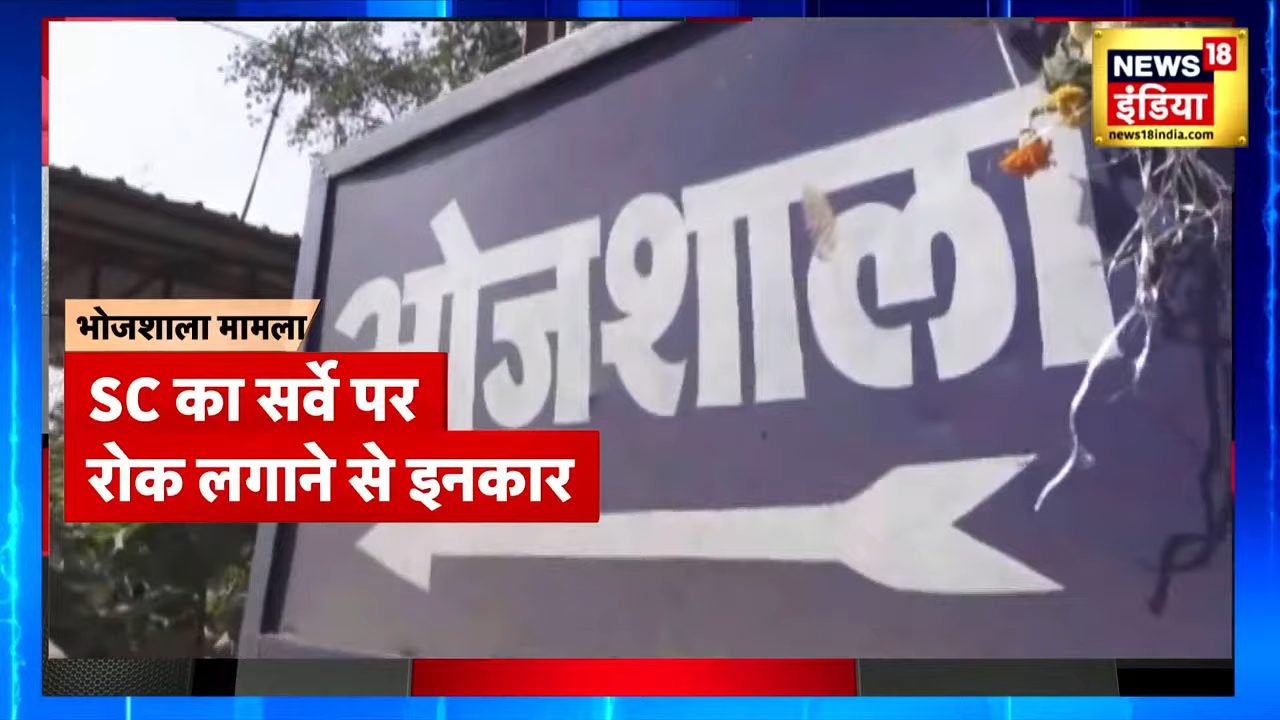 NEWS 18
इंडिया
news18india.com
भोजशाला
भोजशाला मामला
SC का सर्वे पर
रोक लगाने से इनकार